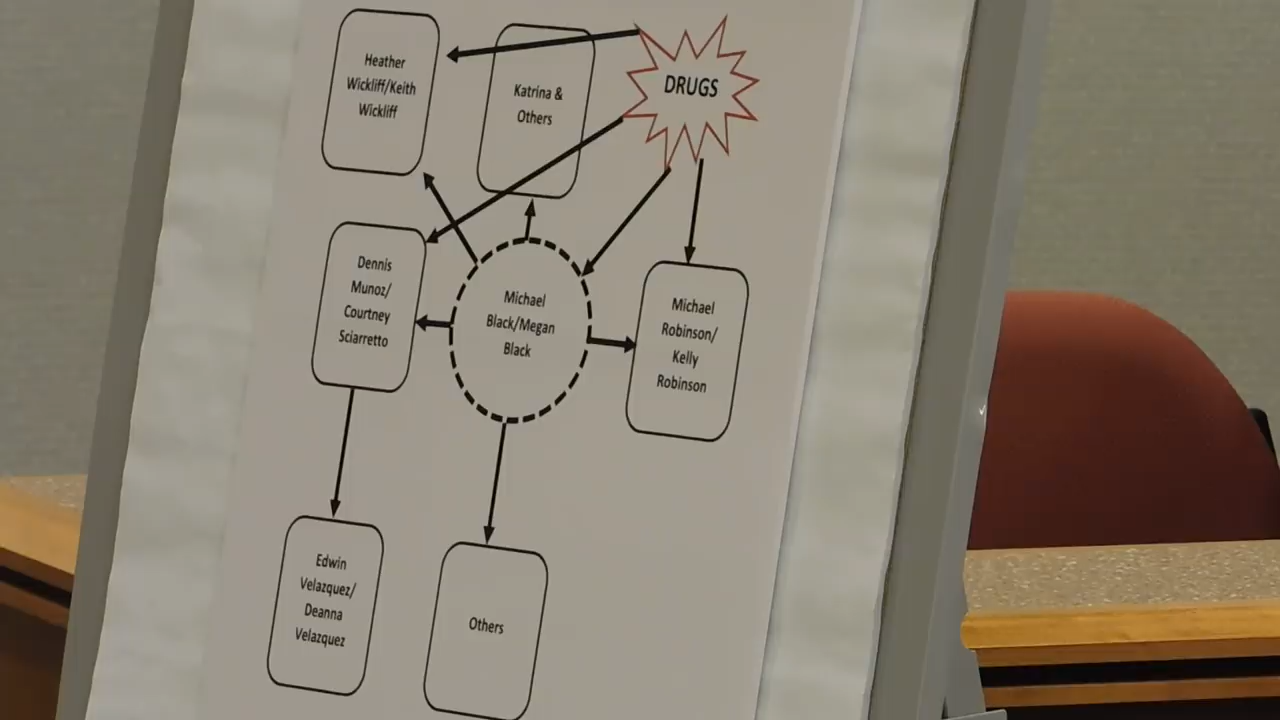 Heather
Wickliff/Keith
Wickliff
Katrina &
Others
DRUGS
Dennis
Munoz/
Courtney
Sciarretto
Michael
Black/Megan
Black
Michael
Robinson/
Kelly
Robinson
Edwin
Velazquez/
Deanna
Velazquez
Others